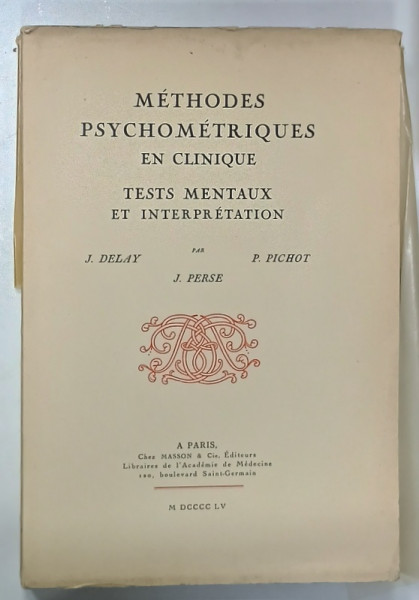 MÉTHODES
PSYCHOMÉTRIQUES
EN CLINIQUE
TESTS MENTAUX
ET INTERPRÉTATION
PAR
J. DELAY P. PICHOT
J. PERSE
A PARIS,
Chez MASSON & Cie, Éditeurs
Libraires de l'Académie de Médecine
120, boulevard Saint-Germain
M DCCCC LV